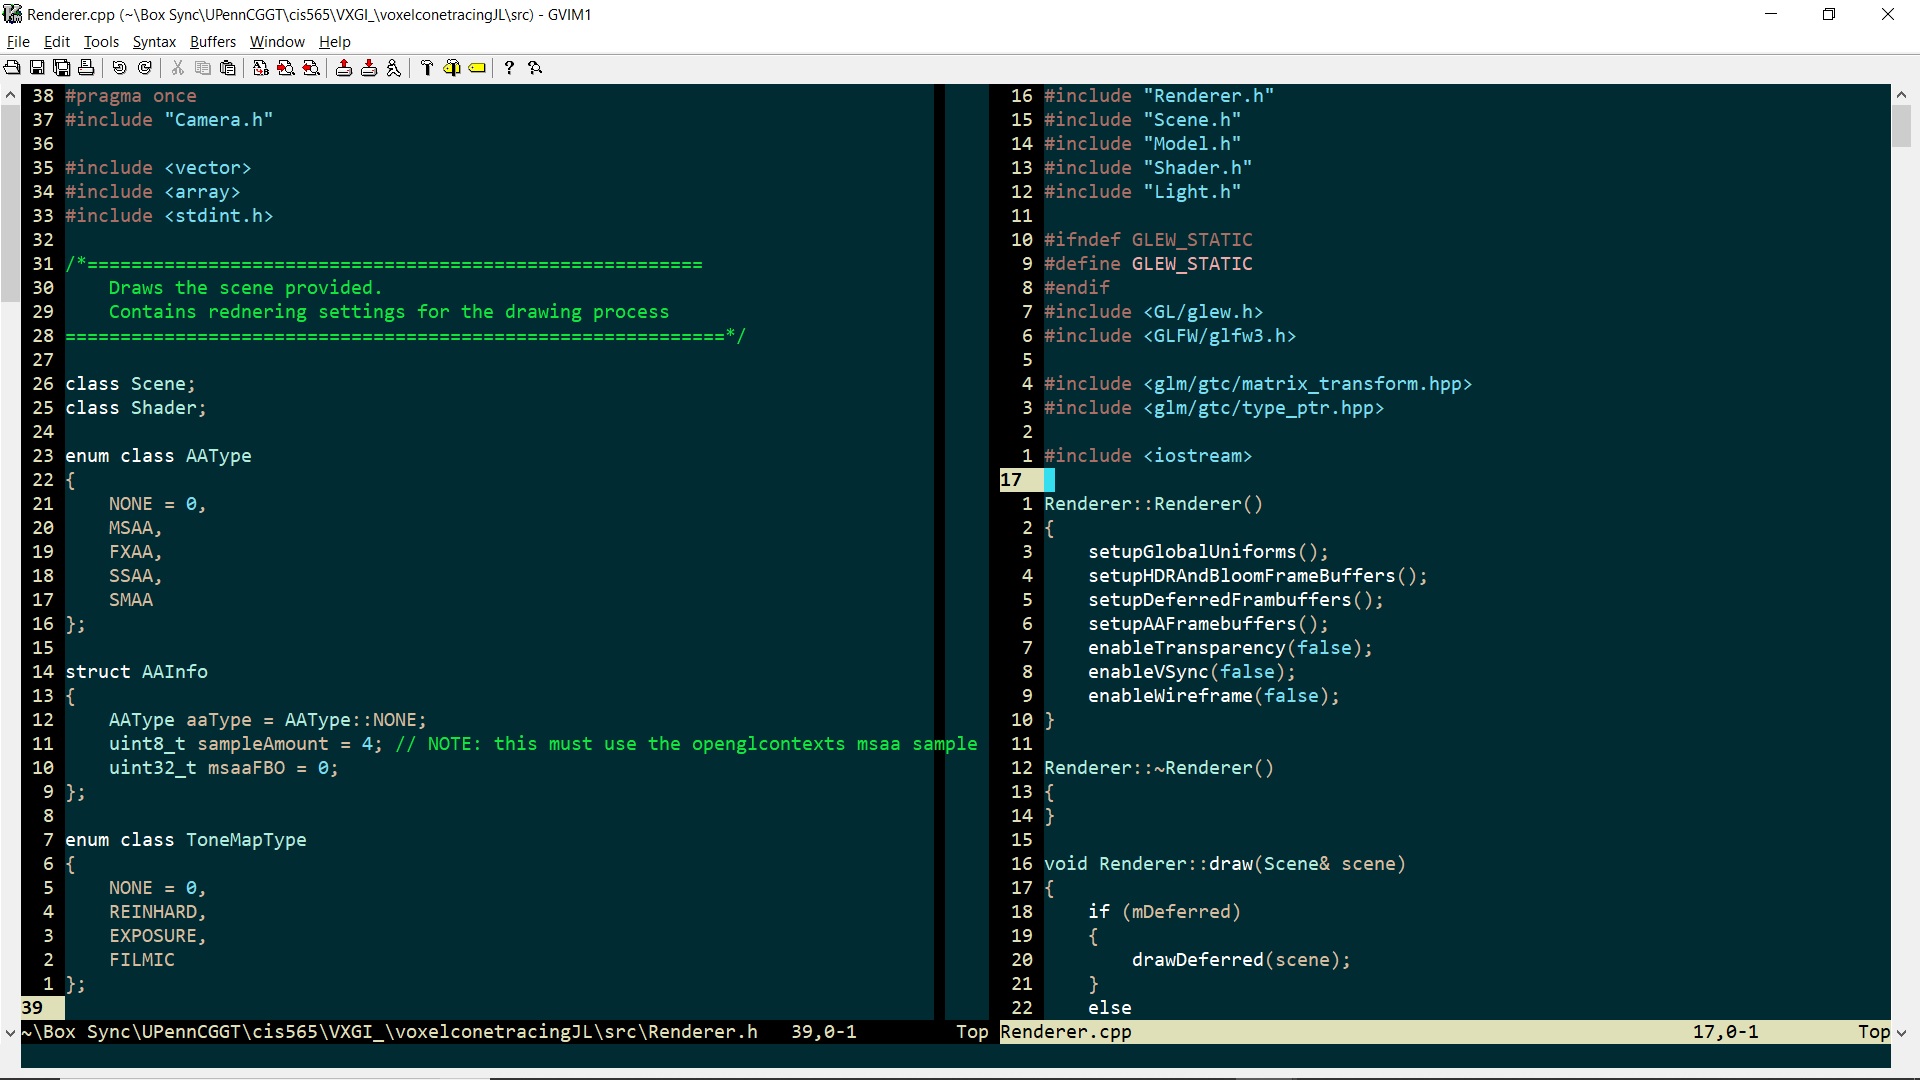 Renderer.cpp (~\Box Sync\UPennCGGT\cis565\VXGI_\voxelconetracingJL\src) - GVIM1
File Edit Tools Syntax Buffers Window Help
38 #pragma once
37 #include "Camera.h"
36
35 #include <vector>
34 #include <array>
33 #include <stdint.h>
32
31 /*========================================================
30     Draws the scene provided.
29     Contains rednering settings for the drawing process
28 ============================================================*/
27
26 class Scene;
25 class Shader;
24
23 enum class AAType
22 {
21     NONE = 0,
20     MSAA,
19     FXAA,
18     SSAA,
17     SMAA
16 };
15
14 struct AAInfo
13 {
12     AAType aaType = AAType::NONE;
11     uint8_t sampleAmount = 4; // NOTE: this must use the openglcontexts msaa sample
10     uint32_t msaaFBO = 0;
9 };
8
7 enum class ToneMapType
6 {
5     NONE = 0,
4     REINHARD,
3     EXPOSURE,
2     FILMIC
1 };
39
~\Box Sync\UPennCGGT\cis565\VXGI_\voxelconetracingJL\src\Renderer.h   39,0-1         Top
16 #include "Renderer.h"
15 #include "Scene.h"
14 #include "Model.h"
13 #include "Shader.h"
12 #include "Light.h"
11
10 #ifndef GLEW_STATIC
9 #define GLEW_STATIC
8 #endif
7 #include <GL/glew.h>
6 #include <GLFW/glfw3.h>
5
4 #include <glm/gtc/matrix_transform.hpp>
3 #include <glm/gtc/type_ptr.hpp>
2
1 #include <iostream>
17
1 Renderer::Renderer()
2 {
3     setupGlobalUniforms();
4     setupHDRAndBloomFrameBuffers();
5     setupDeferredFrambuffers();
6     setupAAFramebuffers();
7     enableTransparency(false);
8     enableVSync(false);
9     enableWireframe(false);
10 }
11
12 Renderer::~Renderer()
13 {
14 }
15
16 void Renderer::draw(Scene& scene)
17 {
18     if (mDeferred)
19     {
20         drawDeferred(scene);
21     }
22     else
Renderer.cpp   17,0-1         Top